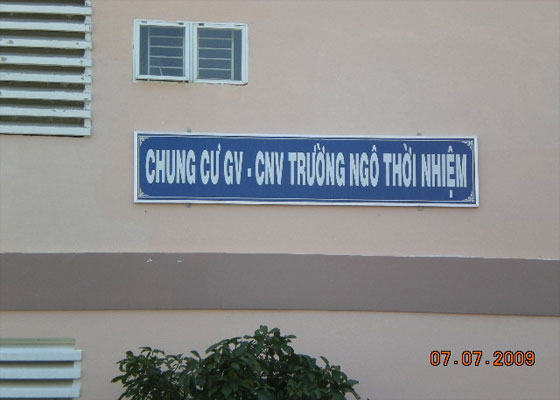 CHUNG CƯ GV - CNV TRƯỜNG NGÔ THỜI NHIỆM
07.07.2009